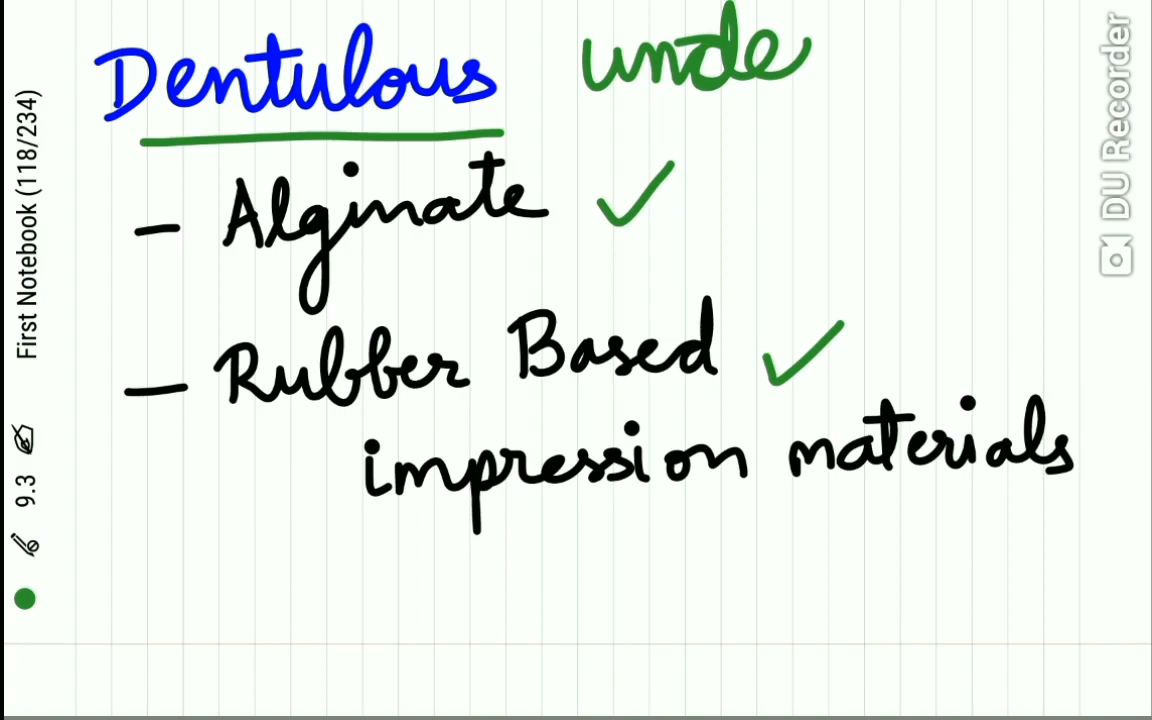 Dentulous unde
- Alginate ✓
- Rubber Based ✓
impression materials
First Notebook (118/234)
9.3
DU Recorder